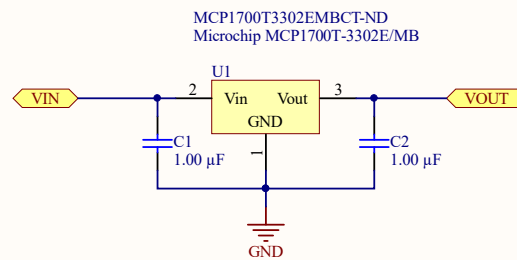 MCP1700T3302EMBCT-ND
Microchip MCP1700T-3302E/MB
U1
VIN
2
Vin
Vout
3
VOUT
GND
1
C1
1.00 µF
C2
1.00 µF
GND